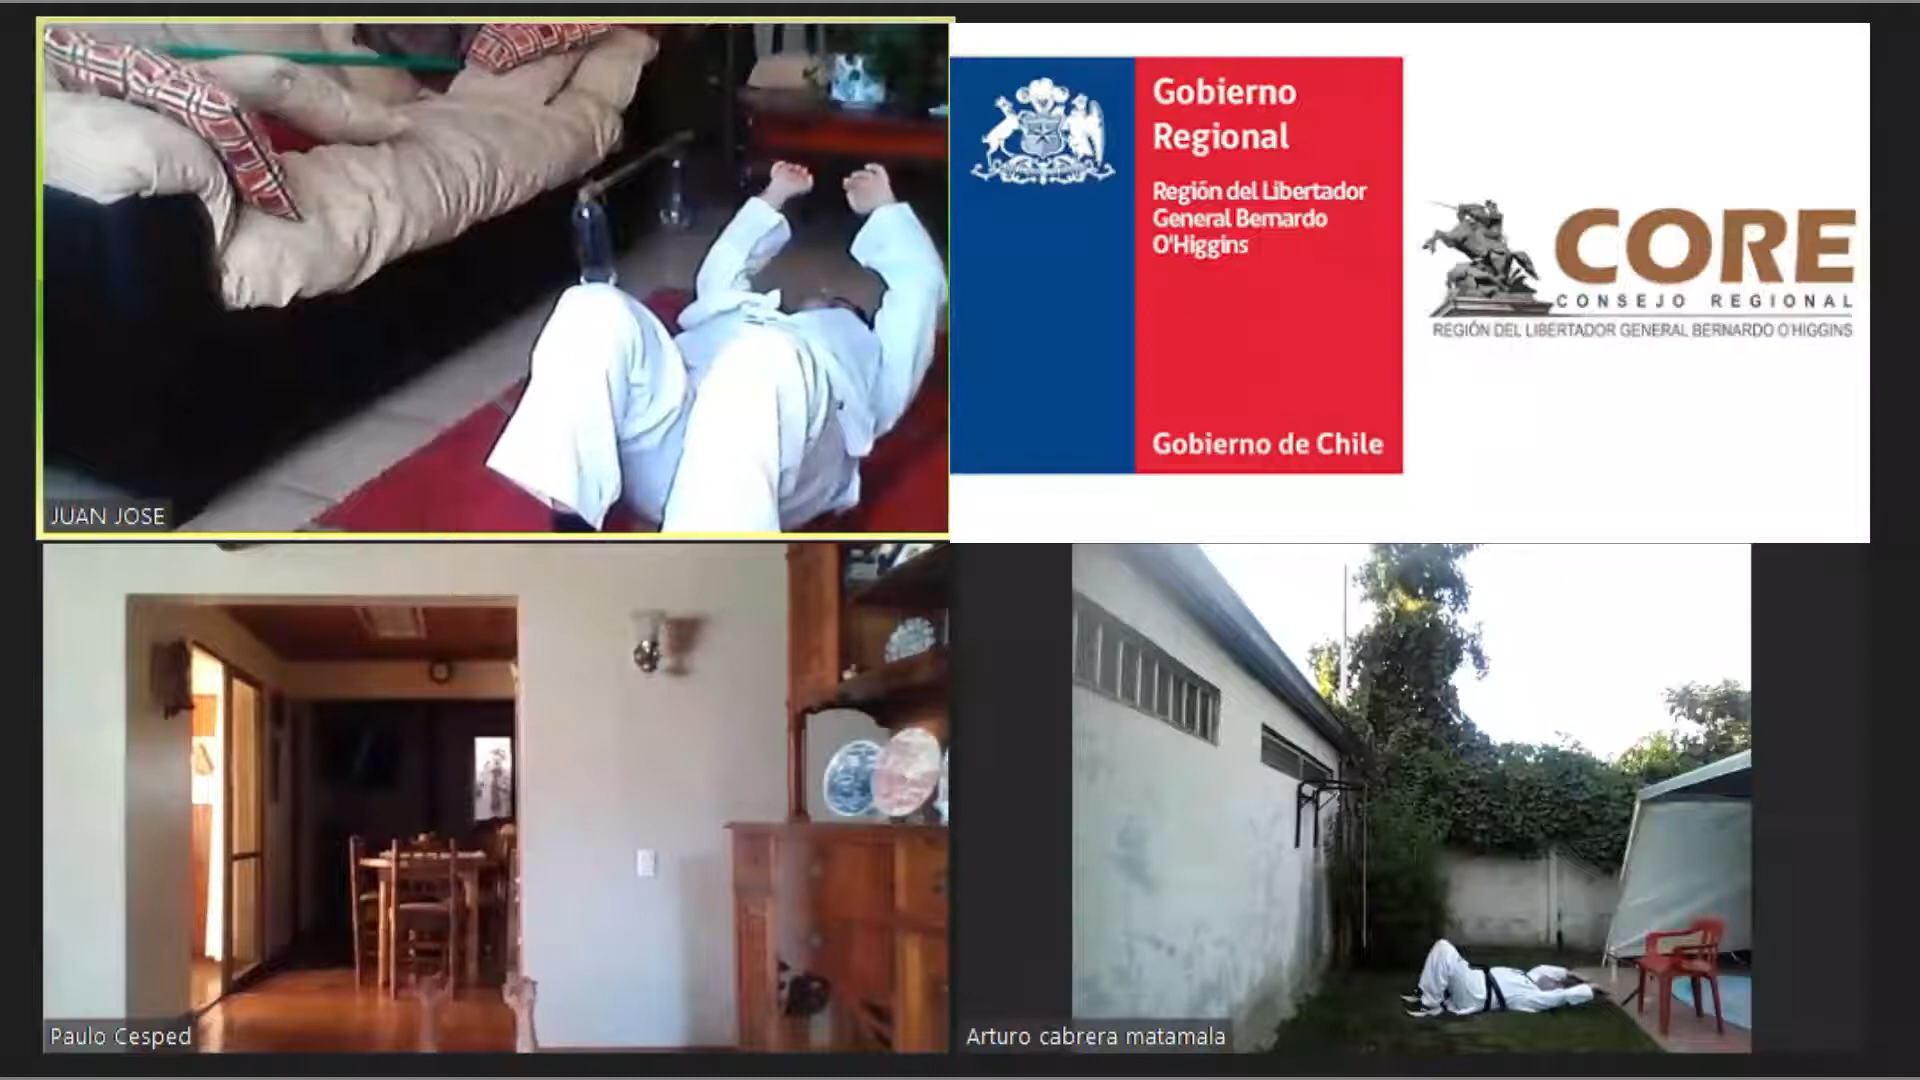 Gobierno
Regional
Región del Libertador
General Bernardo
O'Higgins
Gobierno de Chile
CORE
CONSEJO REGIONAL
REGIÓN DEL LIBERTADOR GENERAL BERNARDO O'HIGGINS
JUAN JOSE
Paulo Cesped
Arturo cabrera matamala